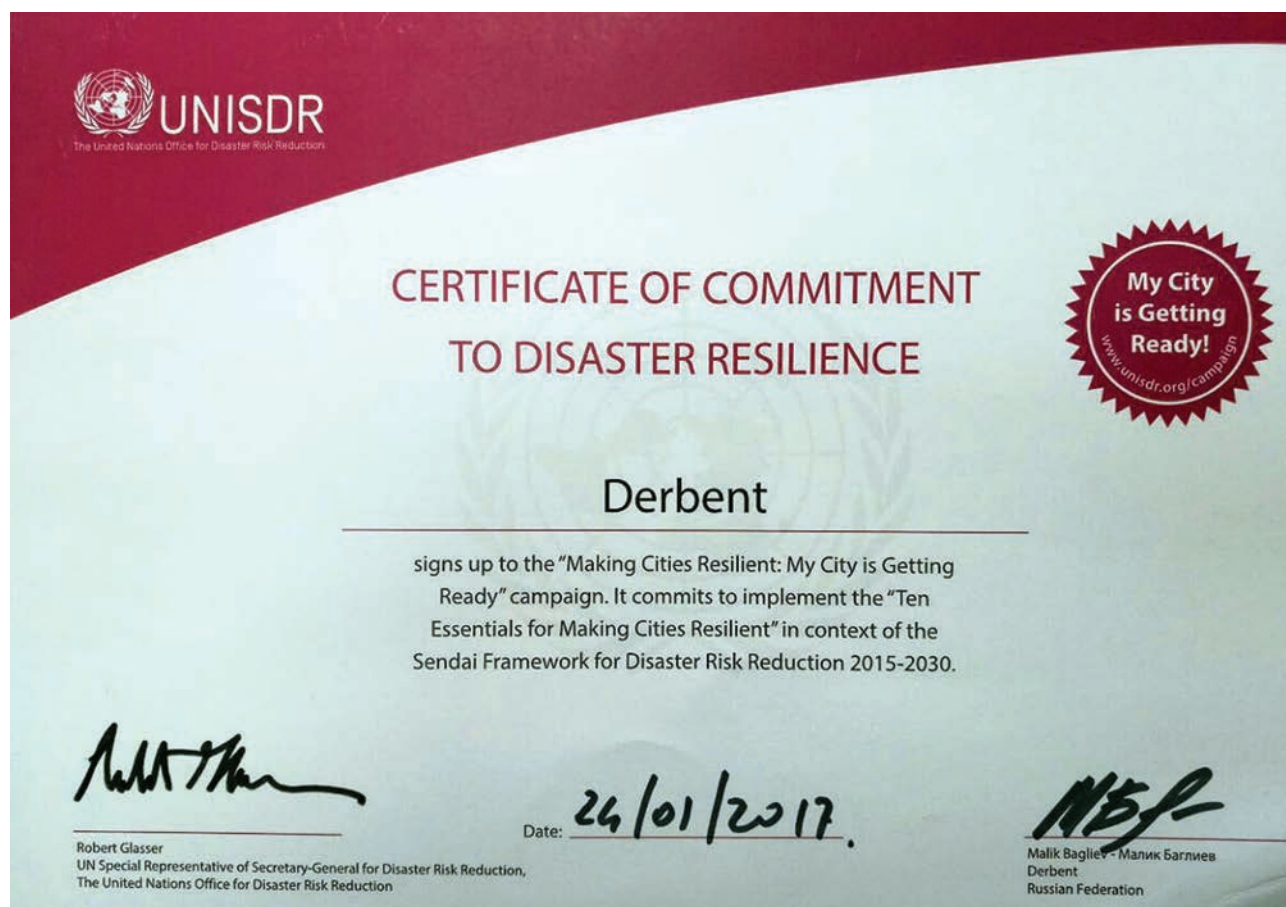 UNISDR
The United Nations Office for Disaster Risk Reduction
CERTIFICATE OF COMMITMENT
TO DISASTER RESILIENCE
My City
is Getting
Ready!
www.unisdr.org/campaign
Derbent
signs up to the "Making Cities Resilient: My City is Getting
Ready" campaign. It commits to implement the "Ten
Essentials for Making Cities Resilient" in context of the
Sendai Framework for Disaster Risk Reduction 2015-2030.
Date: 24/01/2017.
Robert Glasser
UN Special Representative of Secretary-General for Disaster Risk Reduction,
The United Nations Office for Disaster Risk Reduction
Malik Bagliev - Малик Баглиев
Derbent
Russian Federation